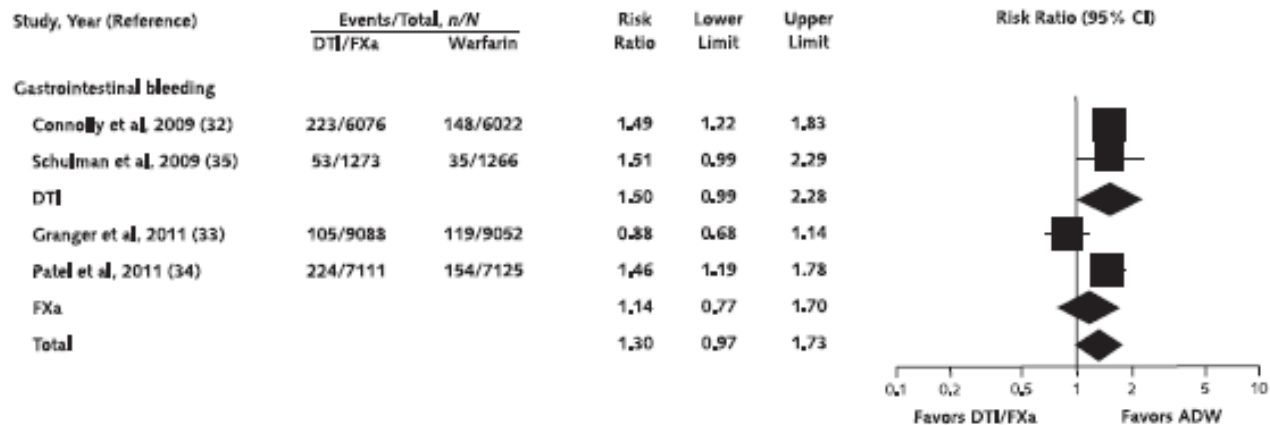 Study, Year (Reference) Events/Total, n/N Risk Lower Upper Risk Ratio (95% CI)
DTI/FXa Warfarin Ratio Limit Limit
Gastrointestinal bleeding
Connolly et al, 2009 (32) 223/6076 148/6022 1.49 1.22 1.83
Schulman et al, 2009 (35) 53/1273 35/1266 1.51 0.99 2.29
DTI 1.50 0.99 2.28
Granger et al, 2011 (33) 105/9088 119/9052 0.88 0.68 1.14
Patel et al, 2011 (34) 224/7111 154/7125 1.46 1.19 1.78
FXa 1.14 0.77 1.70
Total 1.30 0.97 1.73
0.1 0.2 0.5 1 2 5 10
Favors DTI/FXa Favors ADW